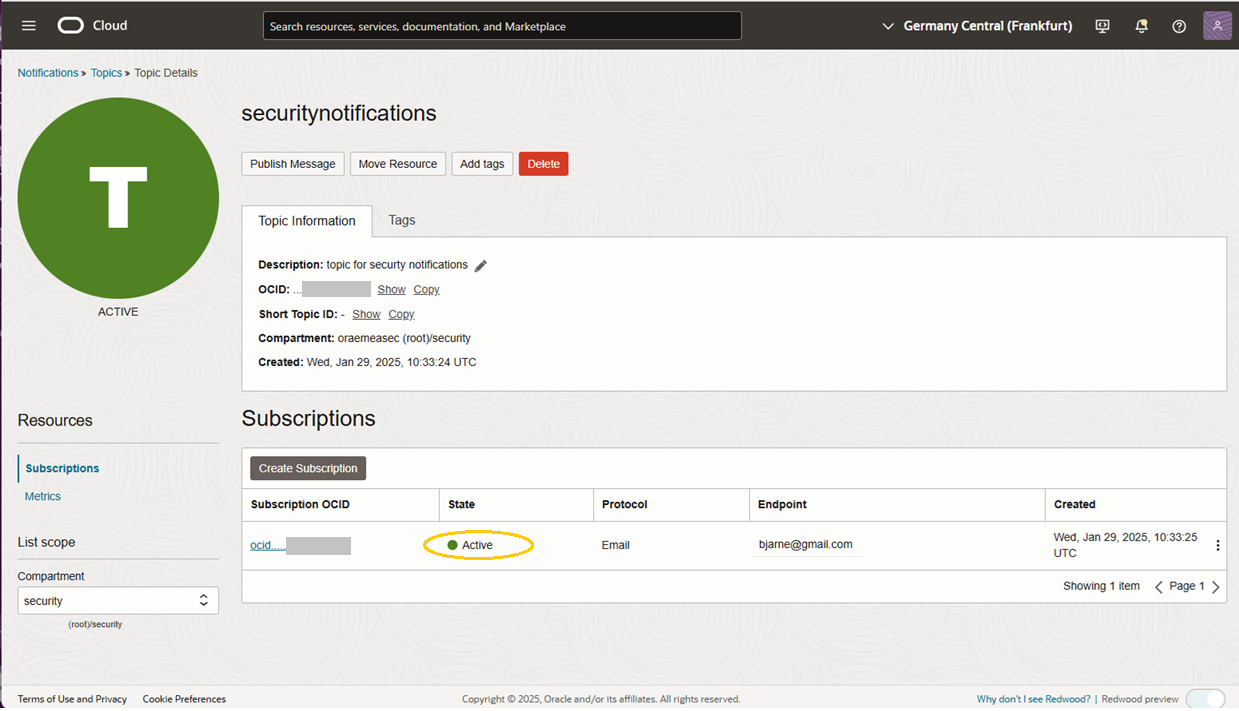 Cloud
Search resources, services, documentation, and Marketplace
Germany Central (Frankfurt)
Notifications » Topics » Topic Details
T
ACTIVE
securitynotifications
Publish Message Move Resource Add tags Delete
Topic Information Tags
Description: topic for securty notifications
OCID: ... Show Copy
Short Topic ID: - Show Copy
Compartment: oraemeasec (root)/security
Created: Wed, Jan 29, 2025, 10:33:24 UTC
Resources
Subscriptions
Metrics
List scope
Compartment
security
(root)/security
Subscriptions
Create Subscription
Subscription OCID State Protocol Endpoint Created
ocid..... Active Email bjarne@gmail.com Wed, Jan 29, 2025, 10:33:25
UTC
Showing 1 item Page 1
Terms of Use and Privacy Cookie Preferences Copyright © 2025, Oracle and/or its affiliates. All rights reserved. Why don't I see Redwood? | Redwood preview